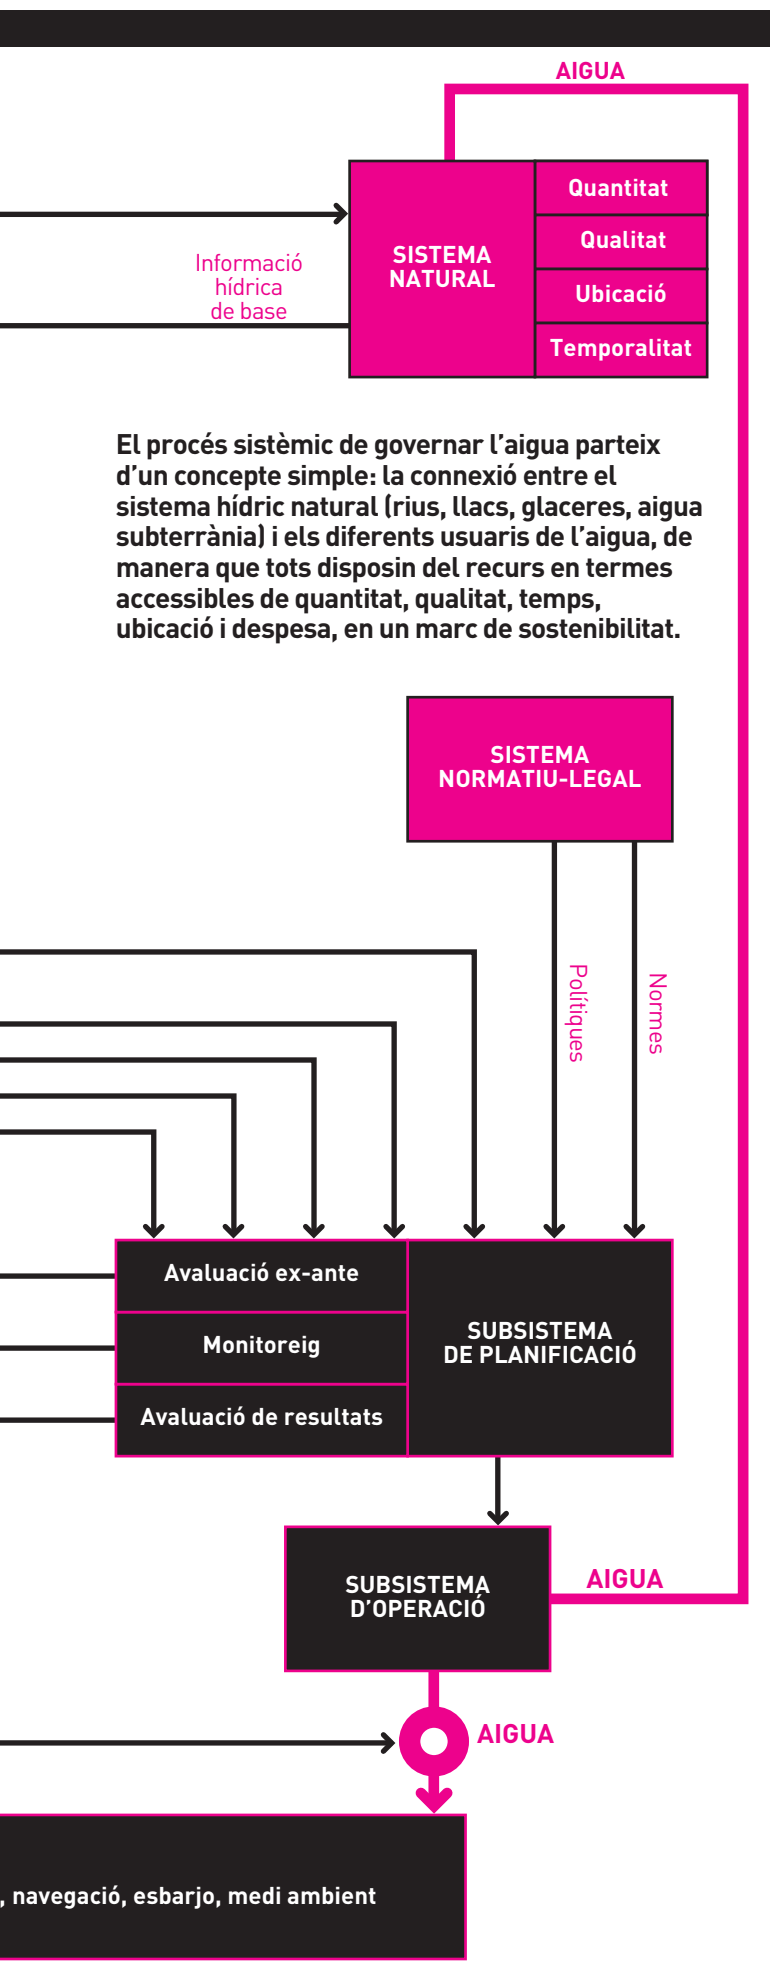 AIGUA
Quantitat
Qualitat
Ubicació
Temporalitat
SISTEMA
NATURAL
Informació
hídrica
de base
El procés sistèmic de governar l’aigua parteix
d’un concepte simple: la connexió entre el
sistema hídric natural (rius, llacs, glaceres, aigua
subterrània) i els diferents usuaris de l’aigua, de
manera que tots disposin del recurs en termes
accessibles de quantitat, qualitat, temps,
ubicació i despesa, en un marc de sostenibilitat.
SISTEMA
NORMATIU-LEGAL
Polítiques
Normes
Avaluació ex-ante
Monitoreig
Avaluació de resultats
SUBSISTEMA
DE PLANIFICACIÓ
SUBSISTEMA
D’OPERACIÓ
AIGUA
AIGUA
, navegació, esbarjo, medi ambient